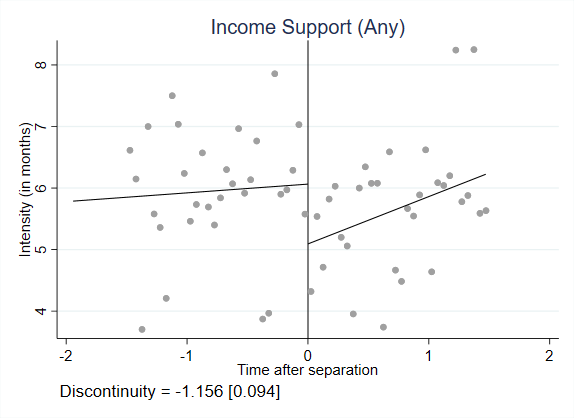 Income Support (Any)
Intensity (in months)
8
7
6
5
4
-2 -1 0 1 2
Time after separation
Discontinuity = -1.156 [0.094]